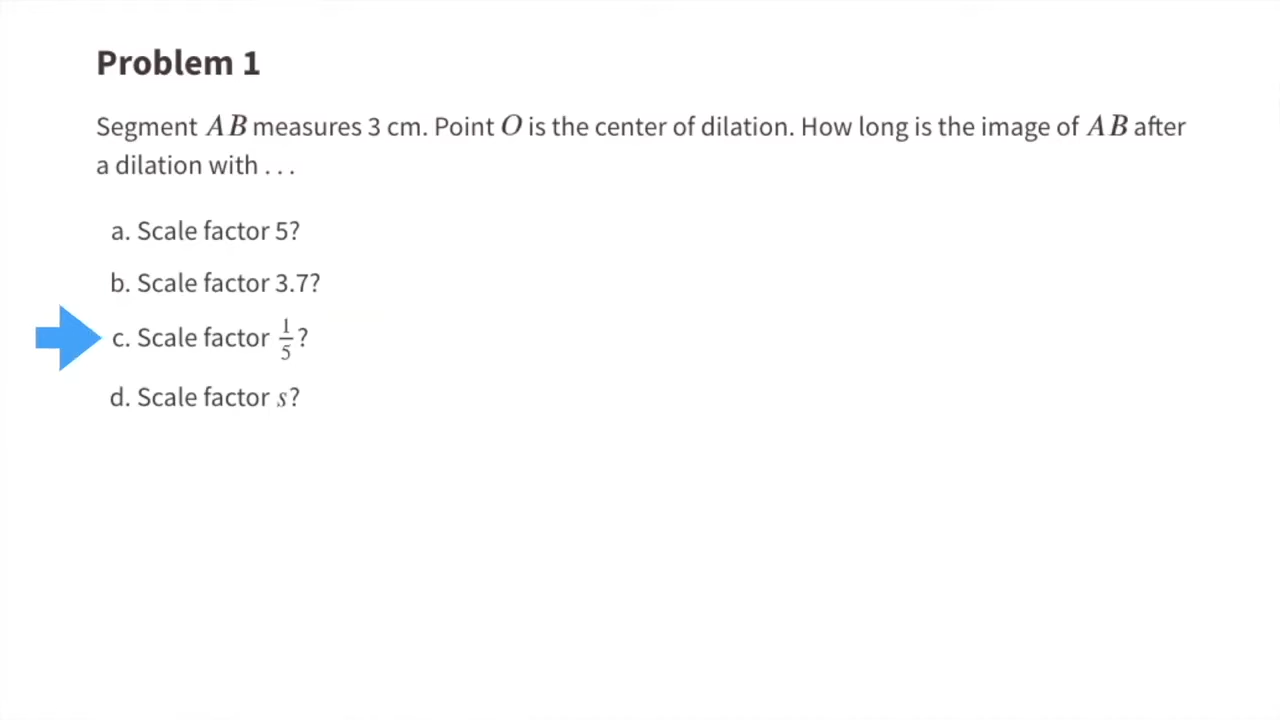 Problem 1
Segment AB measures 3 cm. Point O is the center of dilation. How long is the image of AB after
a dilation with . . .
a. Scale factor 5?
b. Scale factor 3.7?
c. Scale factor 1/5?
d. Scale factor s?